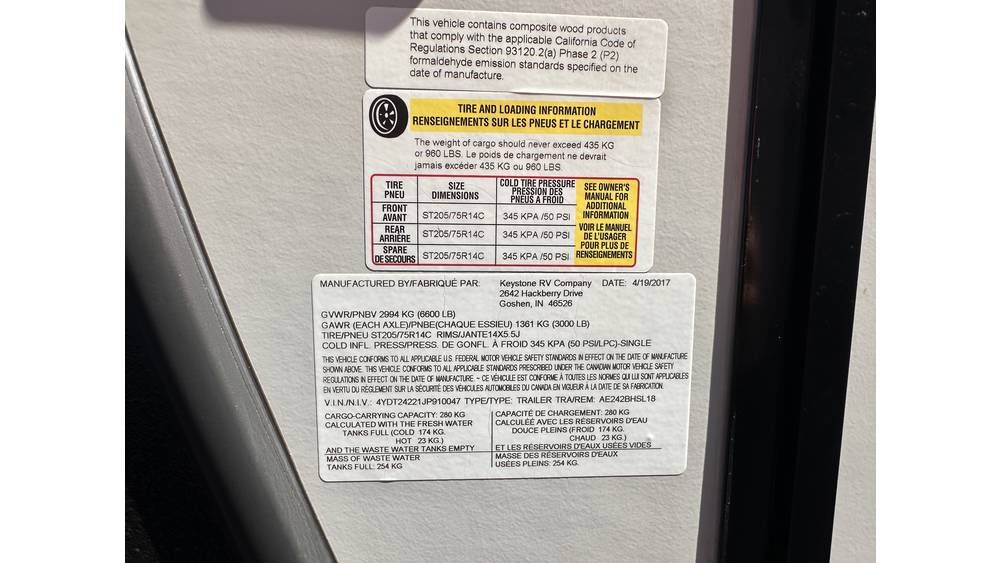 This vehicle contains composite wood products
that comply with the applicable California Code of
Regulations Section 93120.2(a) Phase 2 (P2)
formaldehyde emission standards specified on the
date of manufacture.
TIRE AND LOADING INFORMATION
RENSEIGNEMENTS SUR LES PNEUS ET LE CHARGEMENT
The weight of cargo should never exceed 435 KG
or 960 LBS. Le poids de chargement ne devrait
jamais excéder 435 KG ou 960 LBS.
TIRE PNEU SIZE DIMENSIONS COLD TIRE PRESSURE PRESSION DES PNEUS A FROID
FRONT AVANT ST205/75R14C 345 KPA /50 PSI
REAR ARRIÈRE ST205/75R14C 345 KPA /50 PSI
SPARE DE SECOURS ST205/75R14C 345 KPA /50 PSI
SEE OWNER'S
MANUAL FOR
ADDITIONAL
INFORMATION
VOIR LE MANUEL
DE L'USAGER
POUR PLUS DE
RENSEIGNEMENTS
MANUFACTURED BY/FABRIQUÉ PAR: Keystone RV Company DATE: 4/19/2017
2642 Hackberry Drive
Goshen, IN 46526
GVWR/PNBV 2994 KG (6600 LB)
GAWR (EACH AXLE)/PNBE(CHAQUE ESSIEU) 1361 KG (3000 LB)
TIRE/PNEU ST205/75R14C RIMS/JANTE14X5.5J
COLD INFL. PRESS/PRESS. DE GONFL. À FROID 345 KPA (50 PSI/LPC)-SINGLE
THIS VEHICLE CONFORMS TO ALL APPLICABLE U.S. FEDERAL MOTOR VEHICLE SAFETY STANDARDS IN EFFECT ON THE DATE OF MANUFACTURE
SHOWN ABOVE. THIS VEHICLE CONFORMS TO ALL APPLICABLE STANDARDS PRESCRIBED UNDER THE CANADIAN MOTOR VEHICLE SAFETY
REGULATIONS IN EFFECT ON THE DATE OF MANUFACTURE. ~ CE VÉHICULE EST CONFORME À TOUTES LES NORMES QUI LUI SONT APPLICABLES
EN VERTU DU RÈGLEMENT SUR LA SÉCURITÉ DES VÉHICULES AUTOMOBILES DU CANADA EN VIGUEUR À LA DATE DE SA FABRICATION.
V.I.N./N.I.V.: 4YDT24221JP910047 TYPE/TYPE: TRAILER TRA/REM: AE242BHSL18
CARGO-CARRYING CAPACITY: 280 KG
CALCULATED WITH THE FRESH WATER
TANKS FULL (COLD 174 KG.
HOT 23 KG.)
AND THE WASTE WATER TANKS EMPTY
MASS OF WASTE WATER
TANKS FULL: 254 KG
CAPACITÉ DE CHARGEMENT: 280 KG
CALCULÉE AVEC LES RÉSERVOIRS D'EAU
DOUCE PLEINS (FROID 174 KG.
CHAUD 23 KG.)
ET LES RÉSERVOIRS D'EAUX USÉES VIDES
MASSE DES RÉSERVOIRS D'EAUX
USÉES PLEINS: 254 KG.